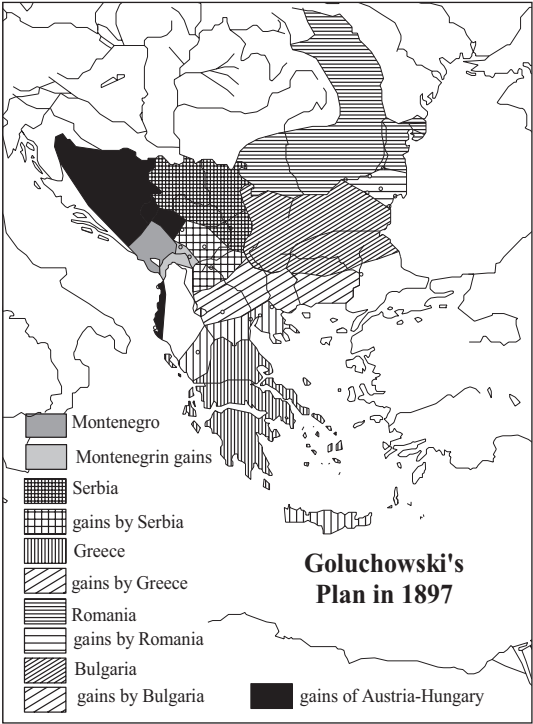 Montenegro
Montenegrin gains
Serbia
gains by Serbia
Greece
gains by Greece
Romania
gains by Romania
Bulgaria
gains by Bulgaria
Goluchowski's
Plan in 1897
gains of Austria-Hungary